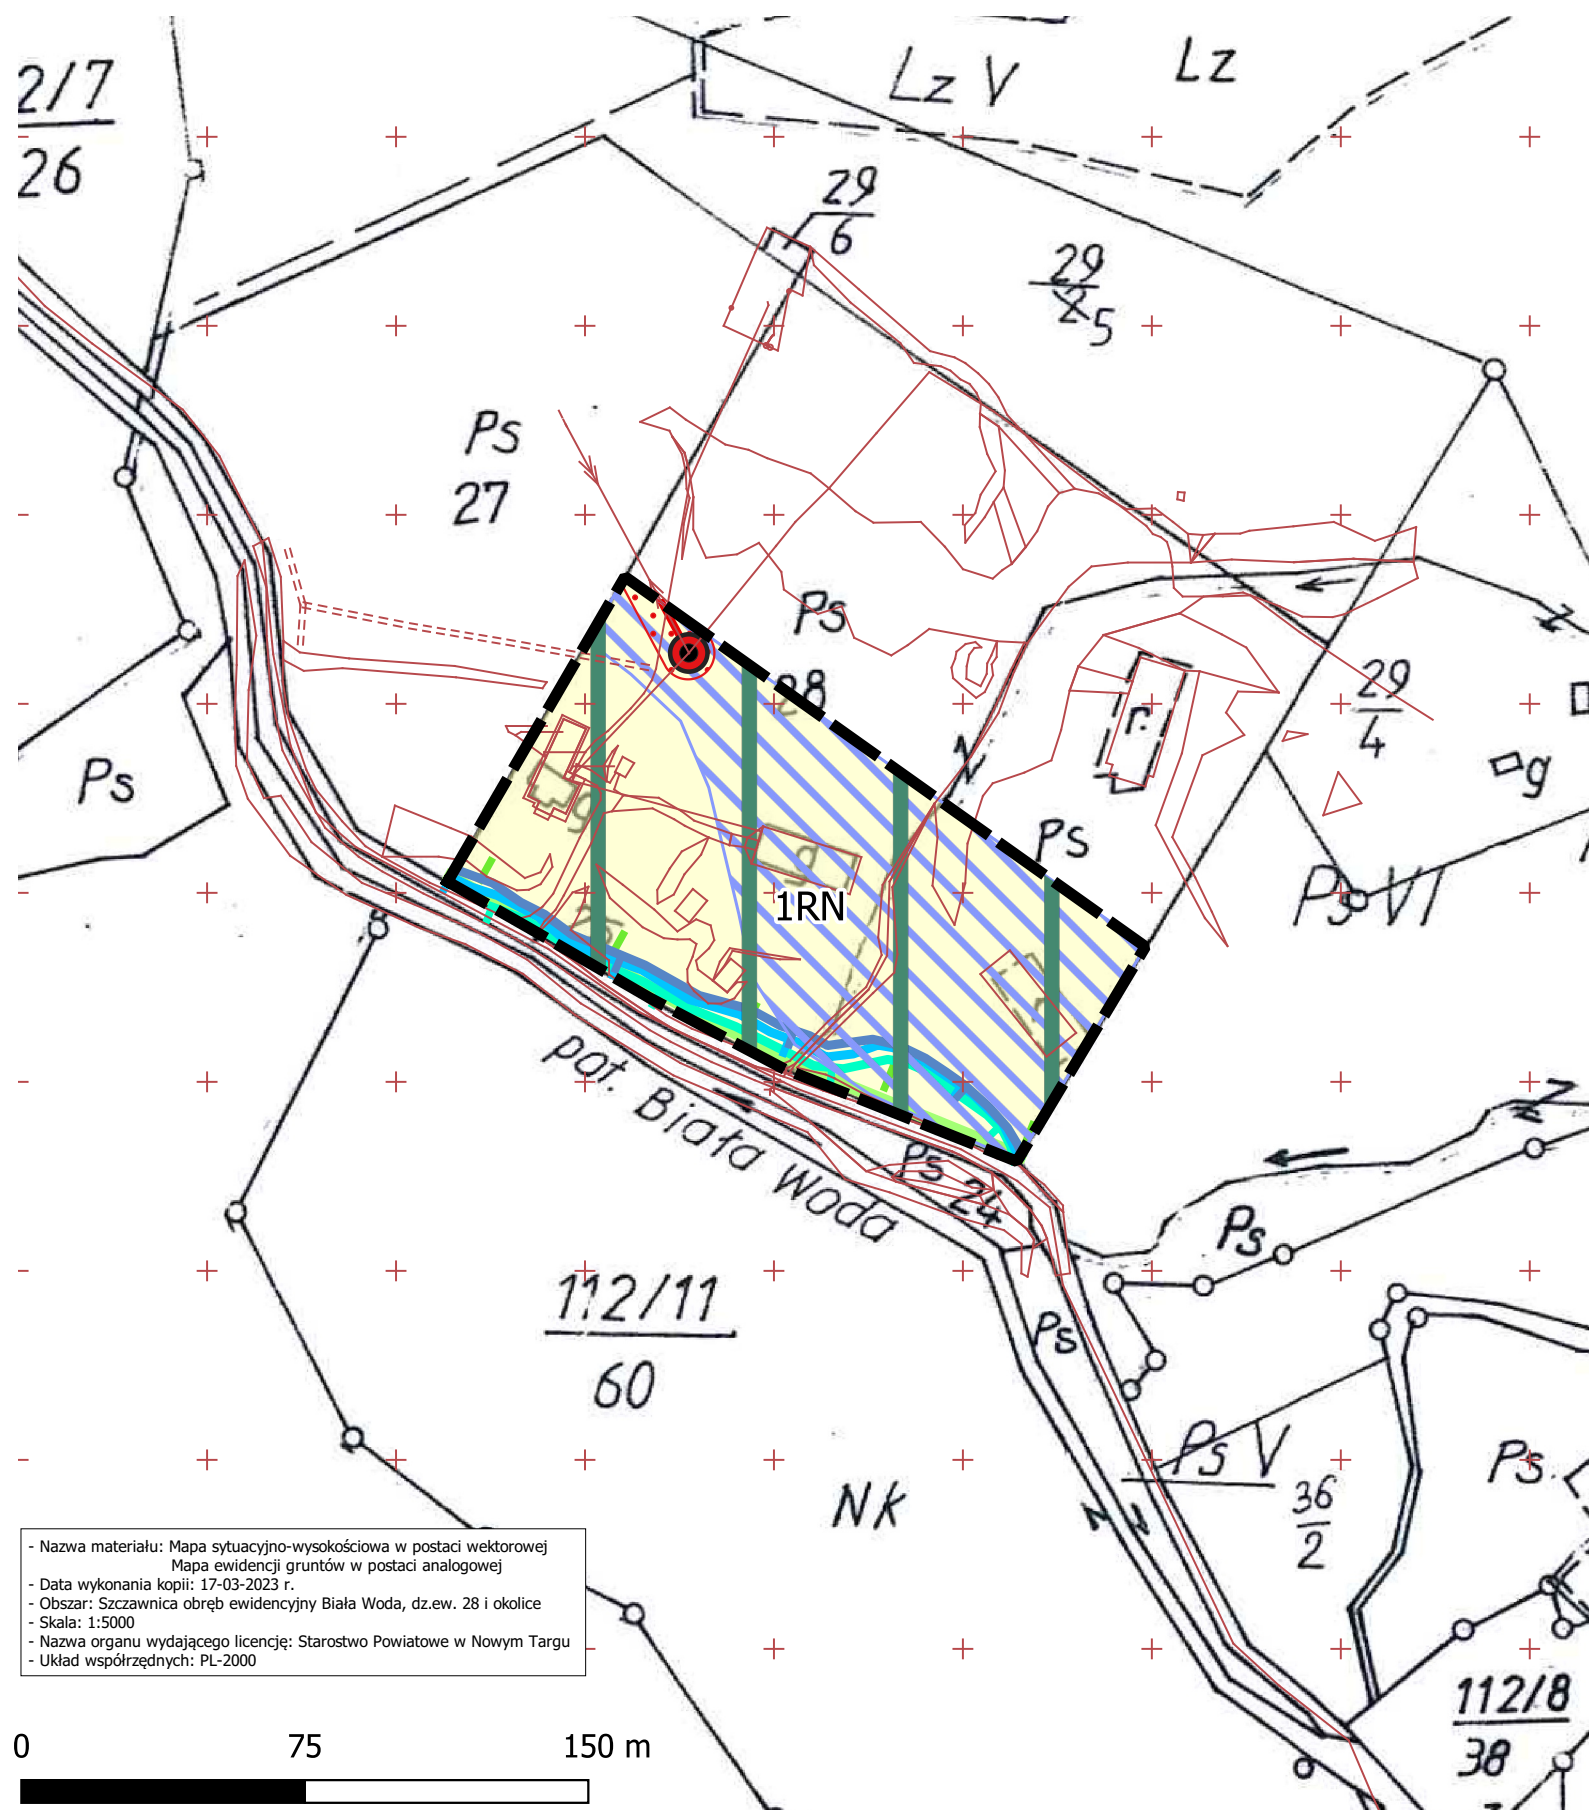 2/7
26
Lz V
Lz
29
6
29
2 5
Ps
27
Ps
28
Ps
r.
29
4
g
g
g
1RN
26
Ps
Ps VI
pot. Biała Woda
Ps 24
Ps
Ps
112/11
60
NK
Ps V
36
2
Ps.
112/8
38
- Nazwa materiału: Mapa sytuacyjno-wysokościowa w postaci wektorowej
Mapa ewidencji gruntów w postaci analogowej
- Data wykonania kopii: 17-03-2023 r.
- Obszar: Szczawnica obręb ewidencyjny Biała Woda, dz.ew. 28 i okolice
- Skala: 1:5000
- Nazwa organu wydającego licencję: Starostwo Powiatowe w Nowym Targu
- Układ współrzędnych: PL-2000
0 75 150 m